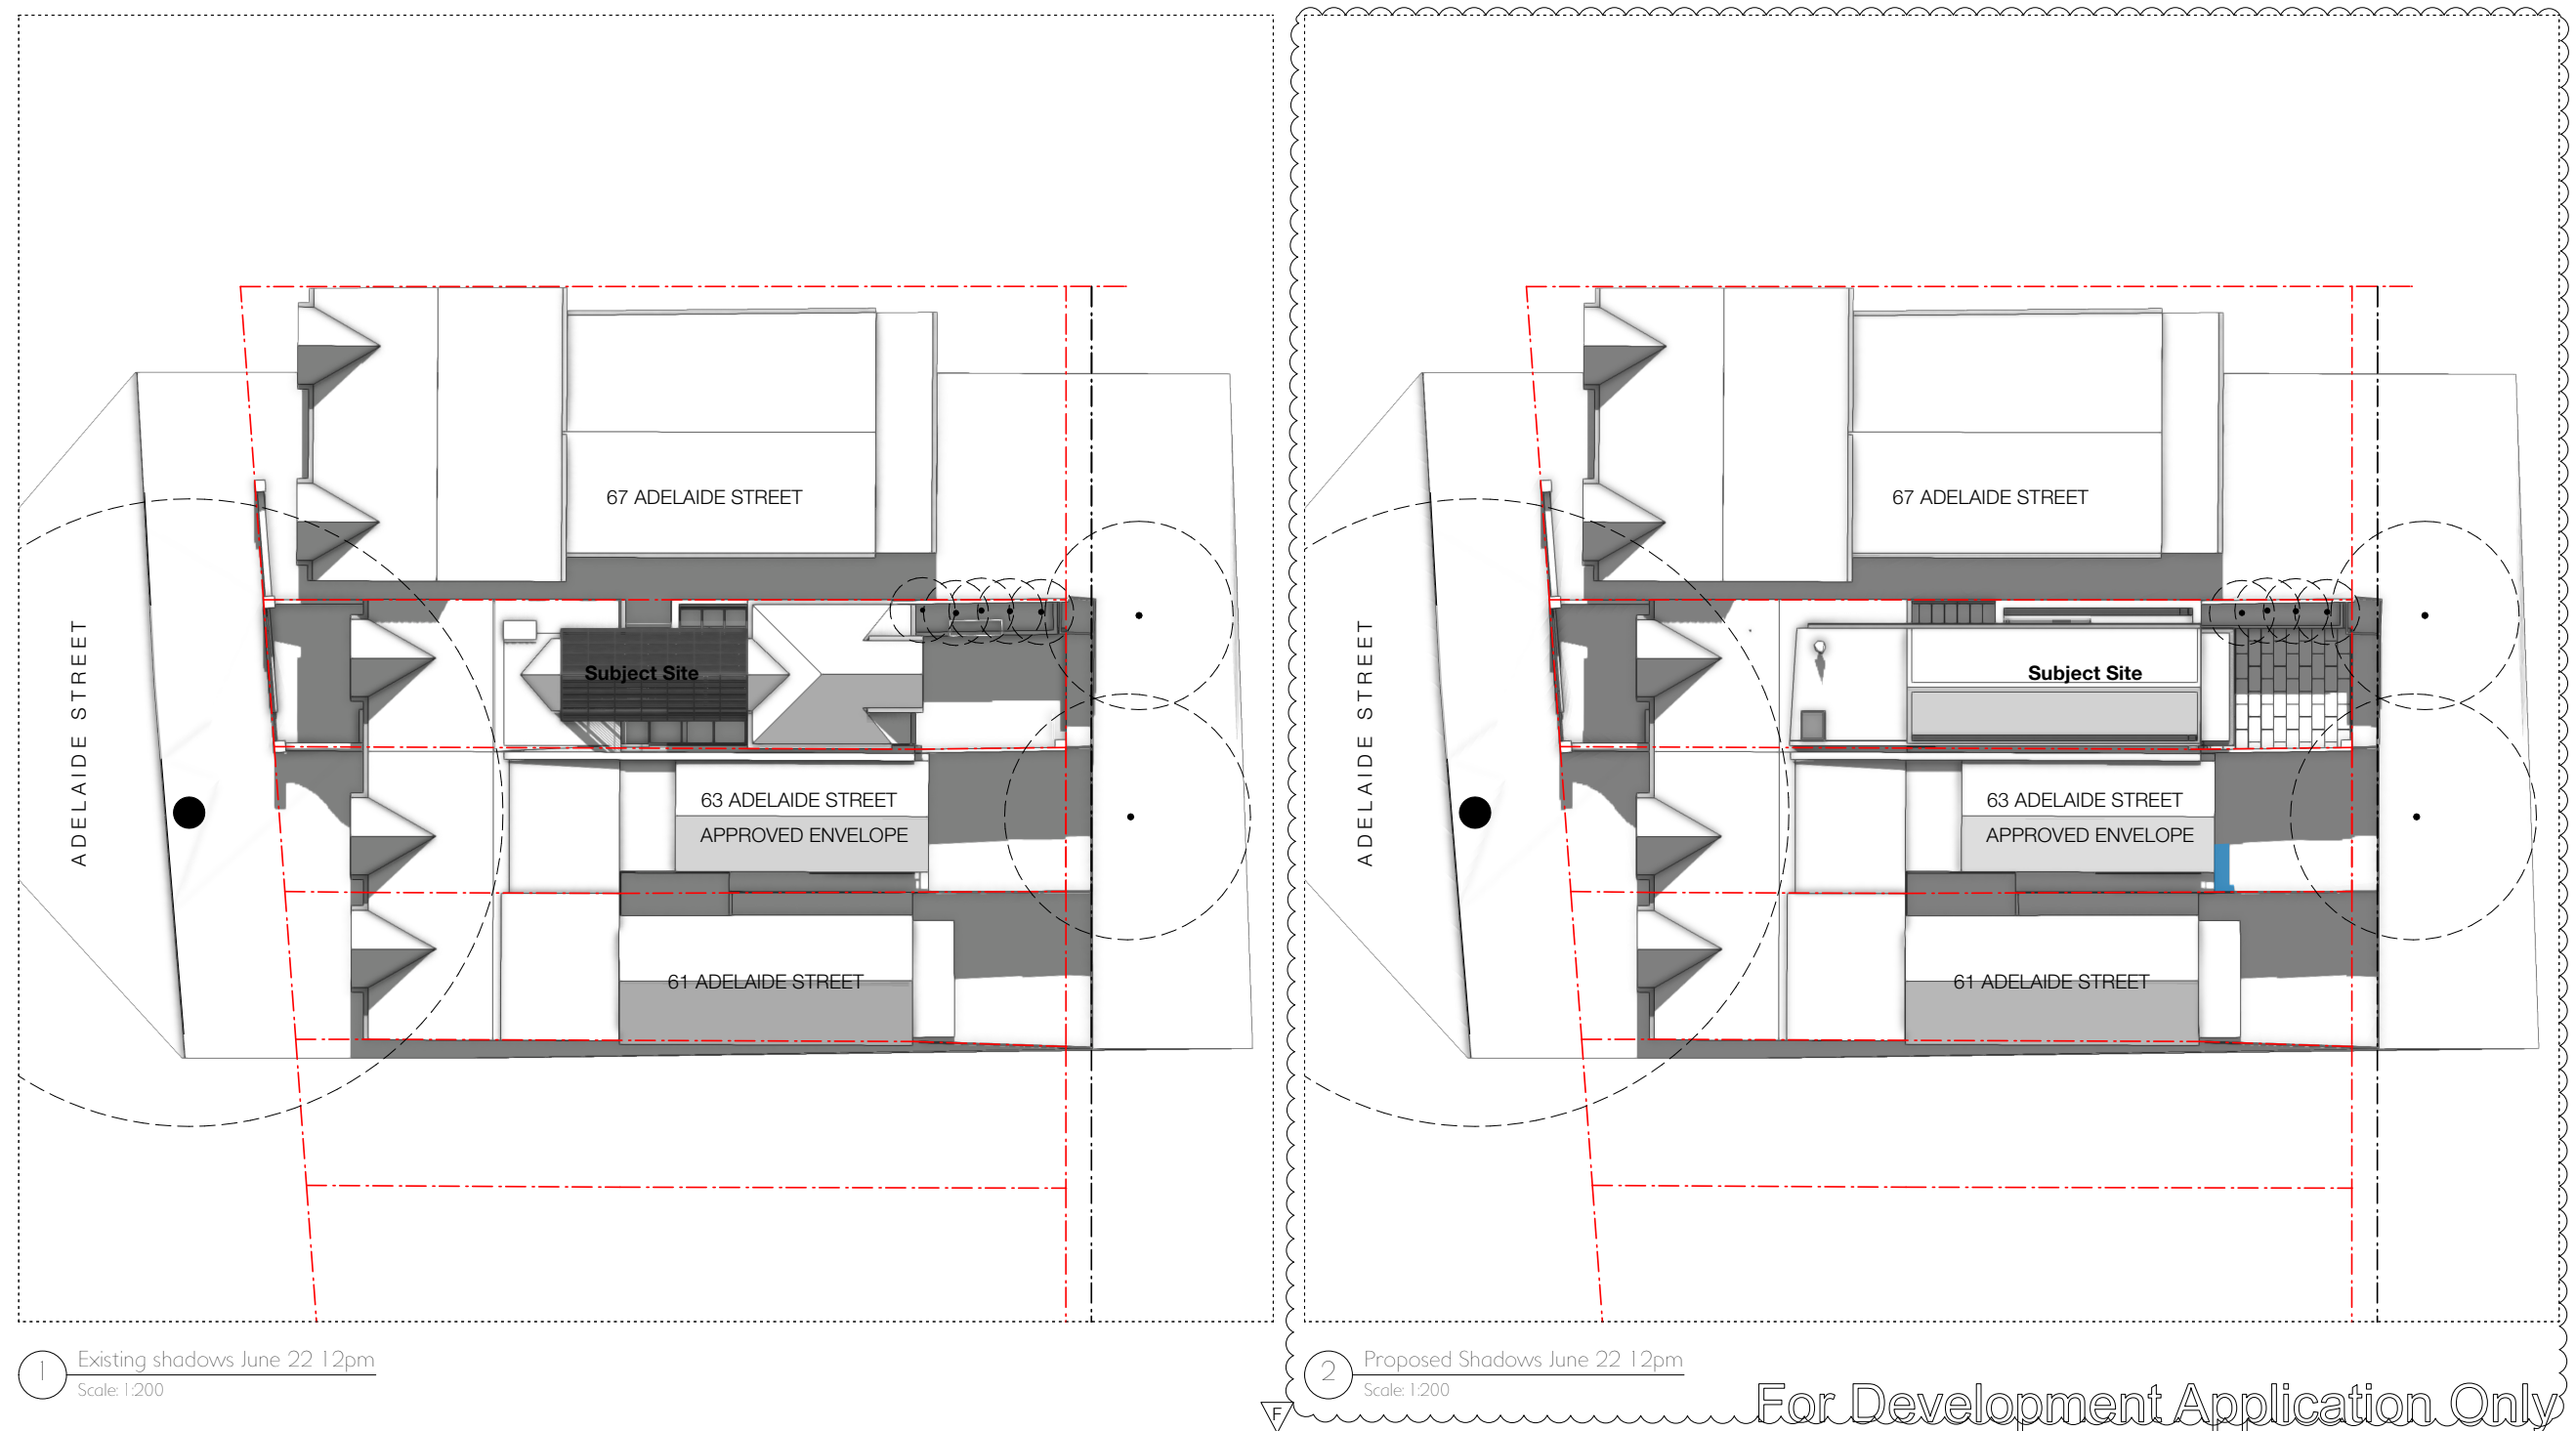 67 ADELAIDE STREET
Subject Site
63 ADELAIDE STREET
APPROVED ENVELOPE
61 ADELAIDE STREET
ADELAIDE STREET
1
Existing shadows June 22 12pm
Scale: 1:200
67 ADELAIDE STREET
Subject Site
63 ADELAIDE STREET
APPROVED ENVELOPE
61 ADELAIDE STREET
ADELAIDE STREET
2
Proposed Shadows June 22 12pm
Scale: 1:200
F
For Development Application Only